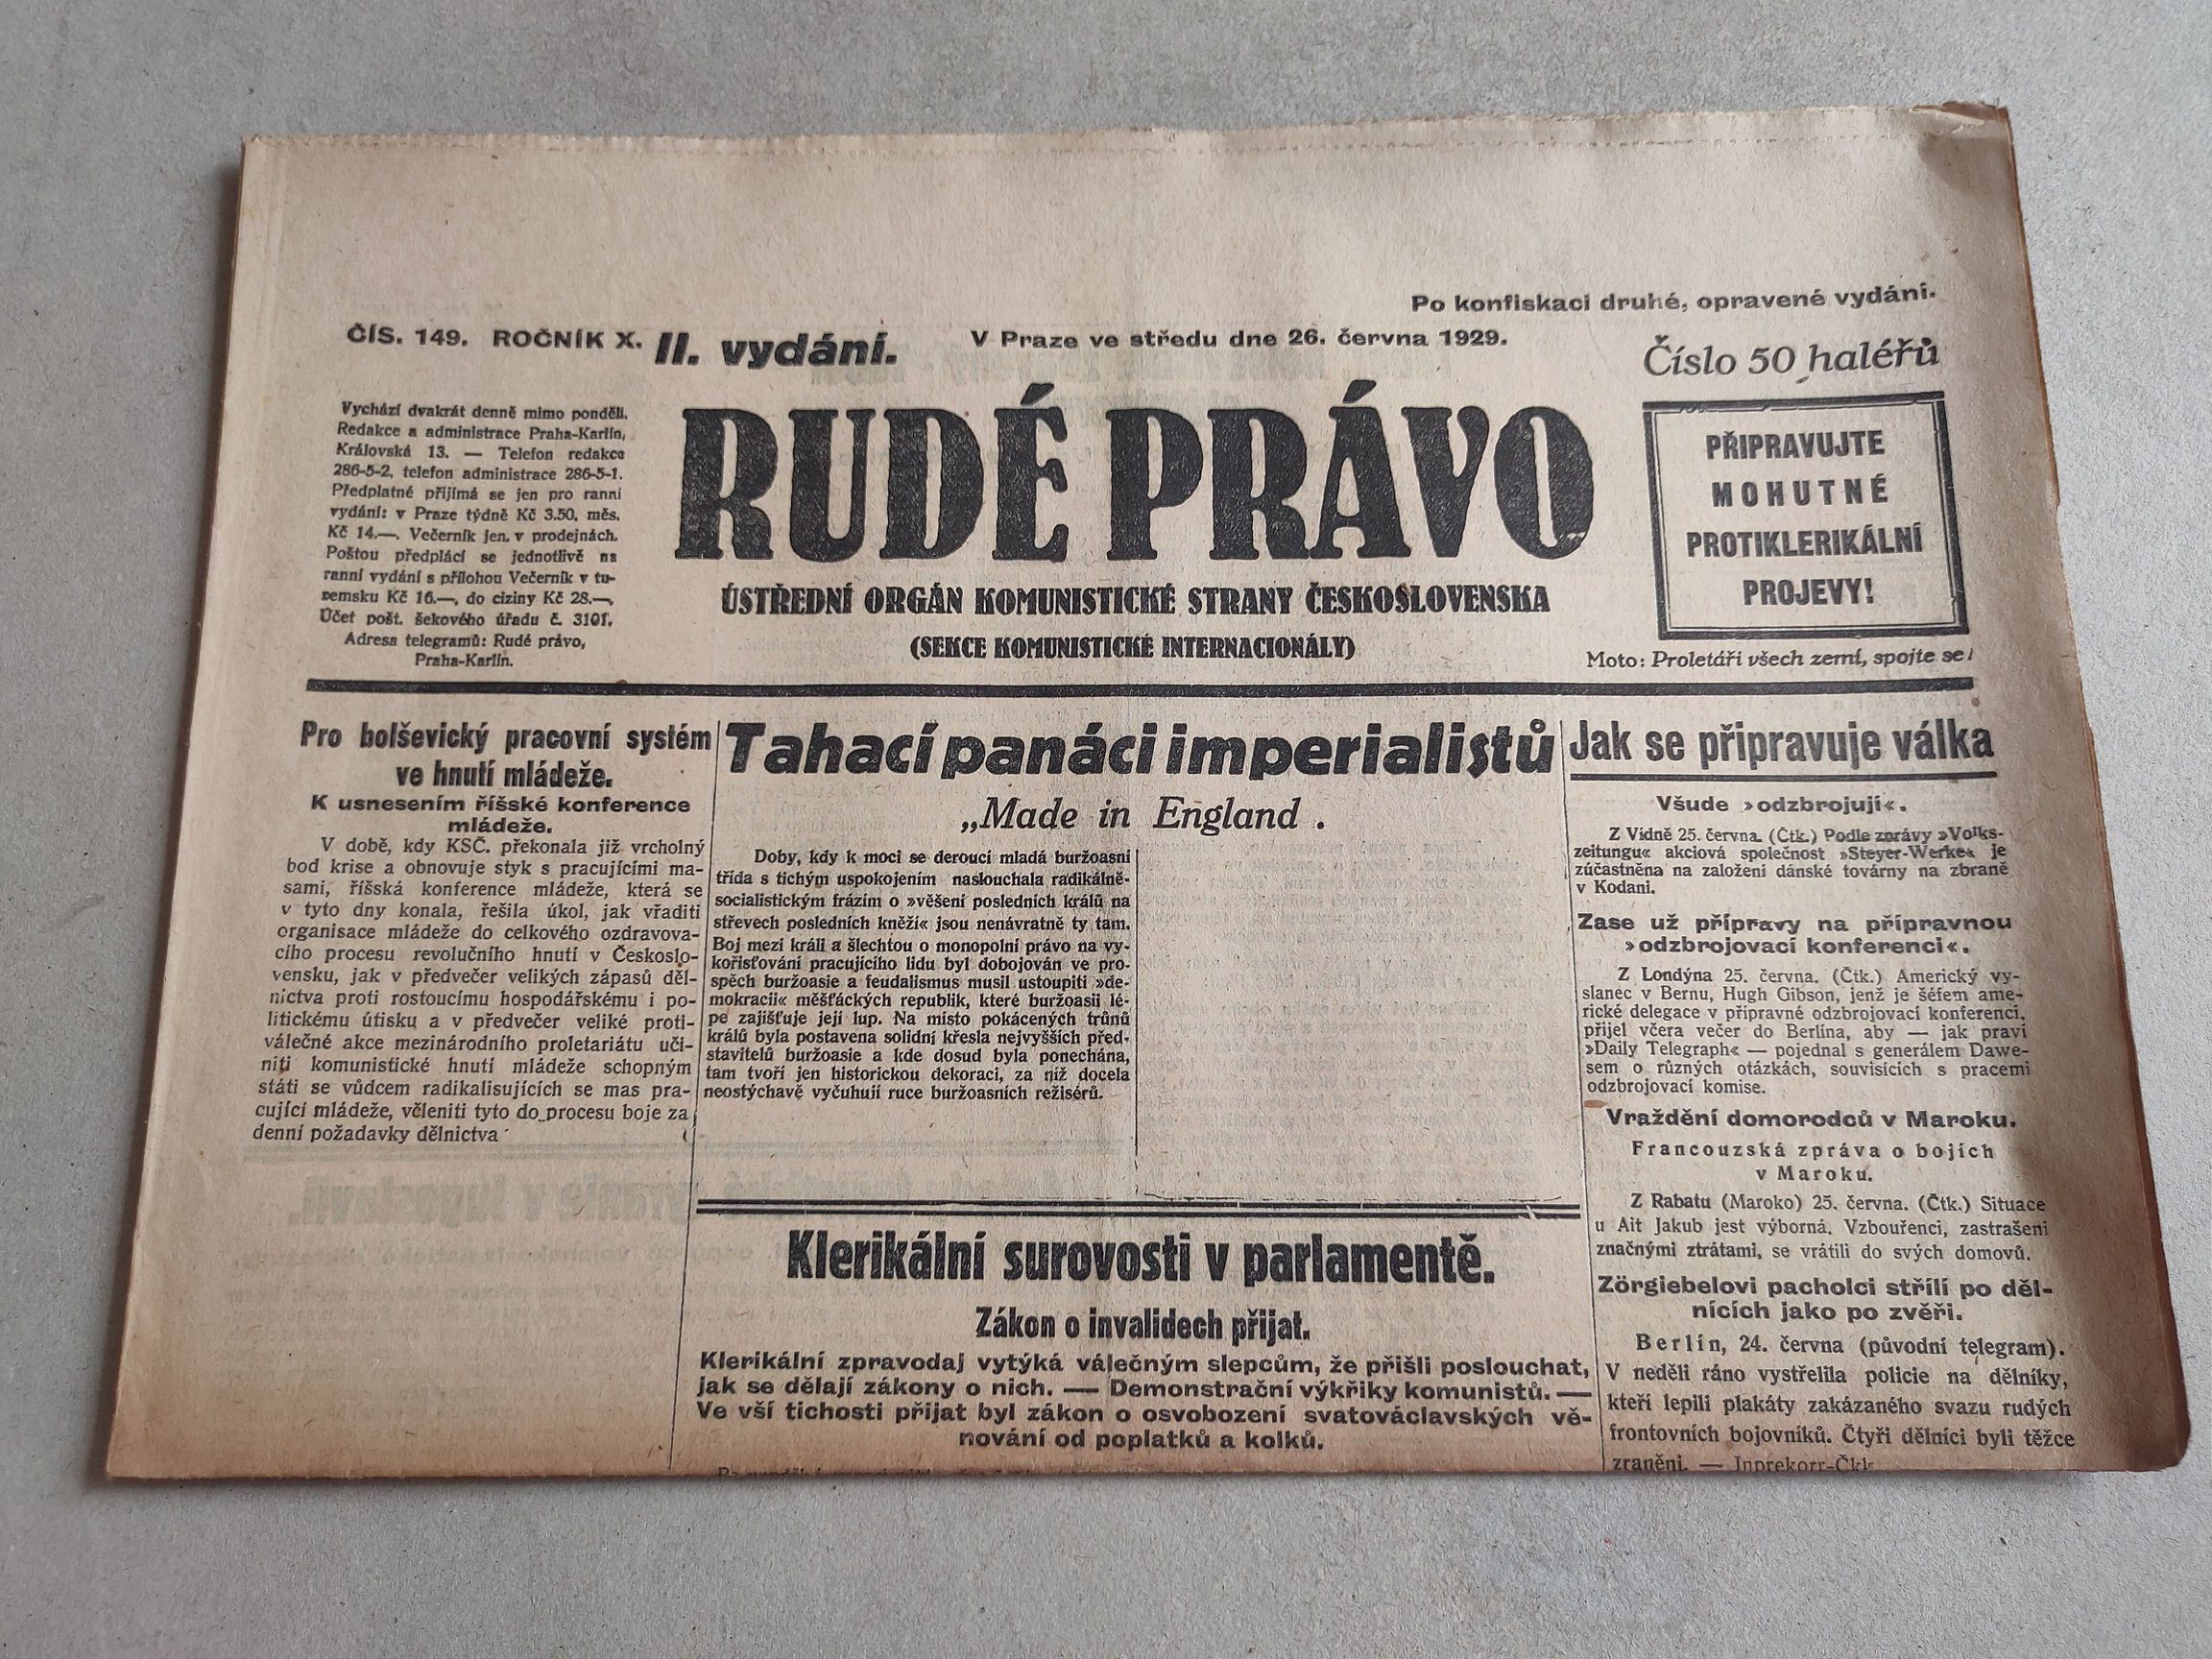 Po konfiskaci druhé, opravené vydání.
ČÍS. 149. ROČNÍK X. II. vydání. V Praze ve středu dne 26. června 1929.
Číslo 50 haléřů
Vychází dvakrát denně mimo pondělí.
Redakce a administrace Praha-Karlín,
Královská 13. — Telefon redakce
286-5-2, telefon administrace 286-5-1.
Předplatné přijímá se jen pro ranní
vydání: v Praze týdně Kč 3.50, měs.
Kč 14.—. Večerník jen. v prodejnách.
Poštou předplácí se jednotlivě na
ranní vydání s přílohou Večerník v tu-
zemsku Kč 16.—, do ciziny Kč 28.—,
Účet pošt. šekového úřadu č. 3101.
Adresa telegramů: Rudé právo,
Praha-Karlín.
RUDÉ PRÁVO
ÚSTŘEDNÍ ORGÁN KOMUNISTICKÉ STRANY ČESKOSLOVENSKA
(SEKCE KOMUNISTICKÉ INTERNACIONÁLY)
PŘIPRAVUJTE
MOHUTNÉ
PROTIKLERIKÁLNÍ
PROJEVY!
Moto: Proletáři všech zemí, spojte se!
Pro bolševický pracovní systém
ve hnutí mládeže.
K usnesením říšské konference
mládeže.
V době, kdy KSČ. překonala již vrcholný
bod krise a obnovuje styk s pracujícími ma-
sami, říšská konference mládeže, která se
v tyto dny konala, řešila úkol, jak vřaditi
organisace mládeže do celkového ozdravova-
cího procesu revolučního hnutí v Českoslo-
vensku, jak v předvečer velikých zápasů děl-
nictva proti rostoucímu hospodářskému i po-
litickému útisku a v předvečer veliké proti-
válečné akce mezinárodního proletariátu uči-
niti komunistické hnutí mládeže schopným
státi se vůdcem radikalisujících se mas pra-
cující mládeže, včleniti tyto do procesu boje za
denní požadavky dělnictva
Tahací panáci imperialistů
„Made in England .
Doby, kdy k moci se deroucí mladá buržoasní
třída s tichým uspokojením naslouchala radikálně-
socialistickým frázím o »věšení posledních králů na
střevech posledních kněží« jsou nenávratně ty tam.
Boj mezi králi a šlechtou o monopolní právo na vy-
kořisťování pracujícího lidu byl dobojován ve pro-
spěch buržoasie a feudalismus musil ustoupiti »de-
mokracii« měšťáckých republik, které buržoasii lé-
pe zajišťuje její lup. Na místo pokácených trůnů
králů byla postavena solidní křesla nejvyšších před-
stavitelů buržoasie a kde dosud byla ponechána,
tam tvoří jen historickou dekoraci, za níž docela
neostýchavě vyčuhují ruce buržoasních režisérů.
Klerikální surovosti v parlamentě.
Zákon o invalidech přijat.
Klerikální zpravodaj vytýká válečným slepcům, že přišli poslouchat,
jak se dělají zákony o nich. — Demonstrační výkřiky komunistů. —
Ve vší tichosti přijat byl zákon o osvobození svatováclavských vě-
nování od poplatků a kolků.
Jak se připravuje válka
Všude »odzbrojují«.
Z Vídně 25. června. (Čtk.) Podle zprávy »Volks-
zeitungu« akciová společnost »Steyer-Werke« je
zúčastněna na založení dánské továrny na zbraně
v Kodani.
Zase už přípravy na přípravnou
»odzbrojovací konferenci«.
Z Londýna 25. června. (Čtk.) Americký vy-
slanec v Bernu, Hugh Gibson, jenž je šéfem ame-
rické delegace v přípravné odzbrojovací konferenci,
přijel včera večer do Berlína, aby — jak praví
»Daily Telegraph« — pojednal s generálem Dawe-
sem o různých otázkách, souvisících s pracemi
odzbrojovací komise.
Vraždění domorodců v Maroku.
Francouzská zpráva o bojích
v Maroku.
Z Rabatu (Maroko) 25. června. (Čtk.) Situace
u Ait Jakub jest výborná. Vzbouřenci, zastrašeni
značnými ztrátami, se vrátili do svých domovů.
Zörgiebelovi pacholci střílí po děl-
nících jako po zvěři.
Berlín, 24. června (původní telegram).
V neděli ráno vystřelila policie na dělníky,
kteří lepili plakáty zakázaného svazu rudých
frontovních bojovníků. Čtyři dělníci byli těžce
zraněni. — Inprekorr-Čkk